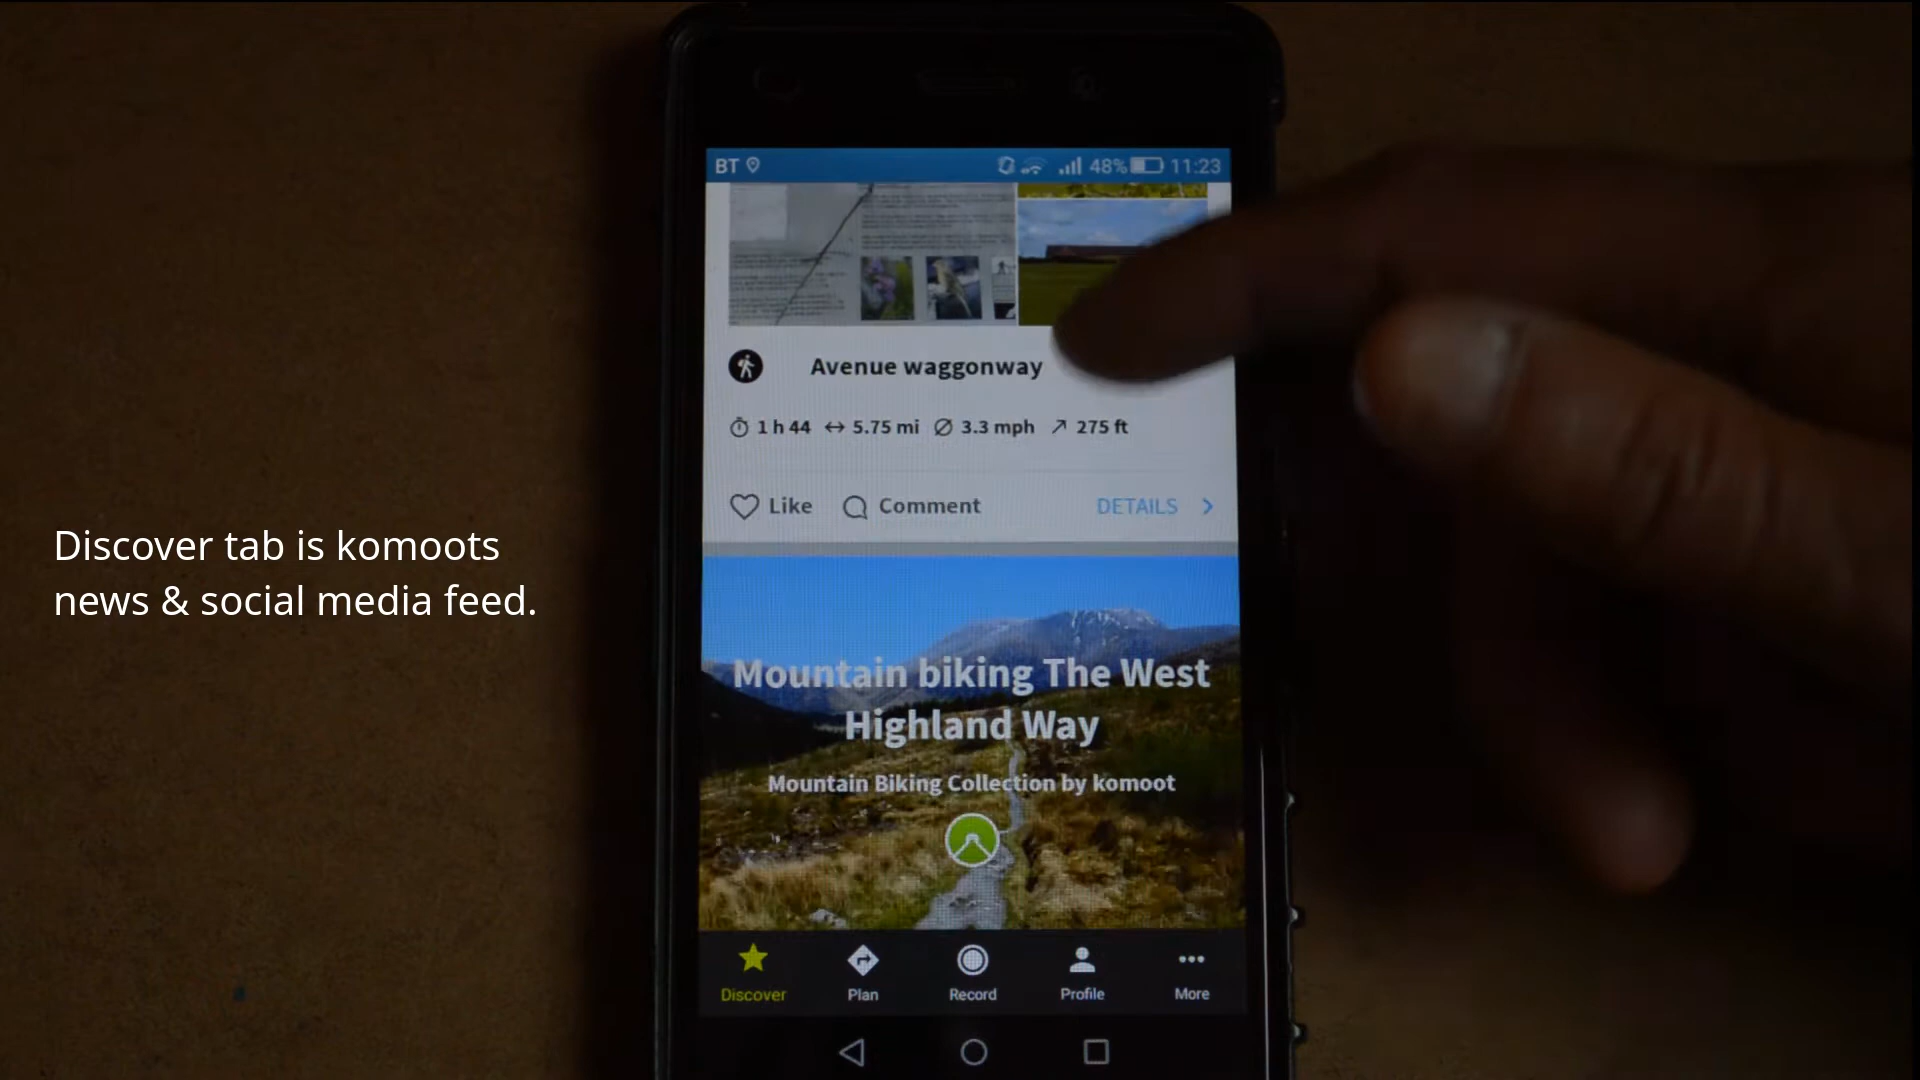 BT 48% 11:23
Avenue waggonway
1 h 44 5.75 mi 3.3 mph 275 ft
Like Comment DETAILS
Discover tab is komoots
news & social media feed.
Mountain biking The West
Highland Way
Mountain Biking Collection by komoot
Discover Plan Record Profile More